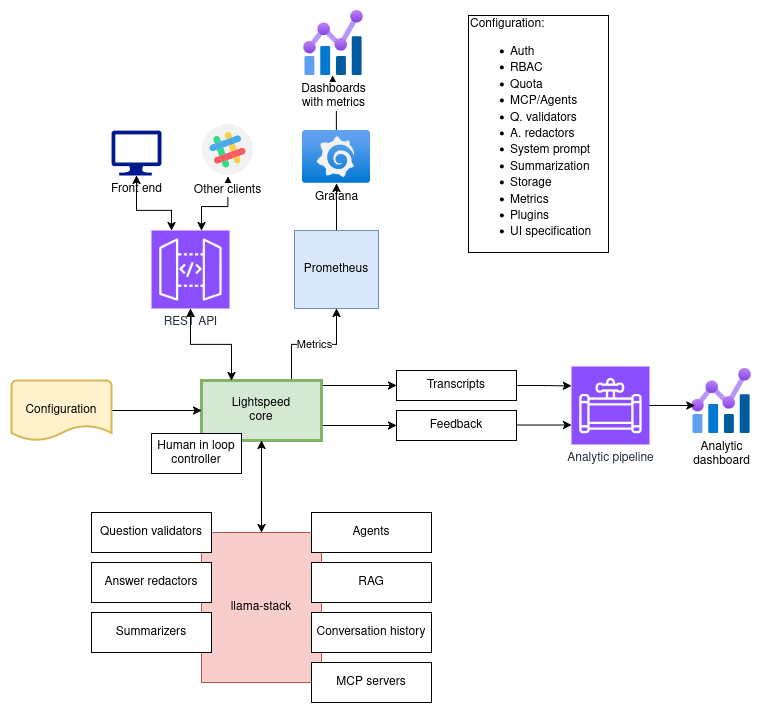 Configuration:
Auth
RBAC
Quota
MCP/Agents
Q. validators
A. redactors
System prompt
Summarization
Storage
Metrics
Plugins
UI specification
Dashboards
with metrics
Front end
Other clients
Grafana
</>
REST API
Prometheus
Metrics
Configuration
Lightspeed
core
Human in loop
controller
Transcripts
Feedback
Analytic pipeline
Analytic
dashboard
Question validators
Answer redactors
Summarizers
llama-stack
Agents
RAG
Conversation history
MCP servers